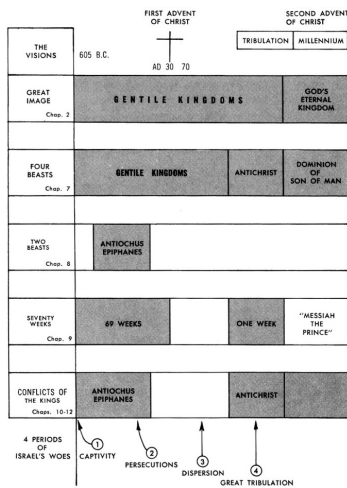 FIRST ADVENT
OF CHRIST
SECOND ADVENT
OF CHRIST
TRIBULATION
MILLENNIUM
THE
VISIONS
605 B.C.
AD 30 70
GREAT
IMAGE
Chap. 2
GENTILE KINGDOMS
GOD'S
ETERNAL
KINGDOM
FOUR
BEASTS
Chap. 7
GENTILE KINGDOMS
ANTICHRIST
DOMINION
OF
SON OF MAN
TWO
BEASTS
Chap. 8
ANTIOCHUS
EPIPHANES
SEVENTY
WEEKS
Chap. 9
69 WEEKS
ONE WEEK
"MESSIAH
THE
PRINCE"
CONFLICTS OF
THE KINGS
Chaps. 10-12
ANTIOCHUS
EPIPHANES
ANTICHRIST
4 PERIODS
OF
ISRAEL'S WOES
1
CAPTIVITY
2
PERSECUTIONS
3
DISPERSION
4
GREAT TRIBULATION